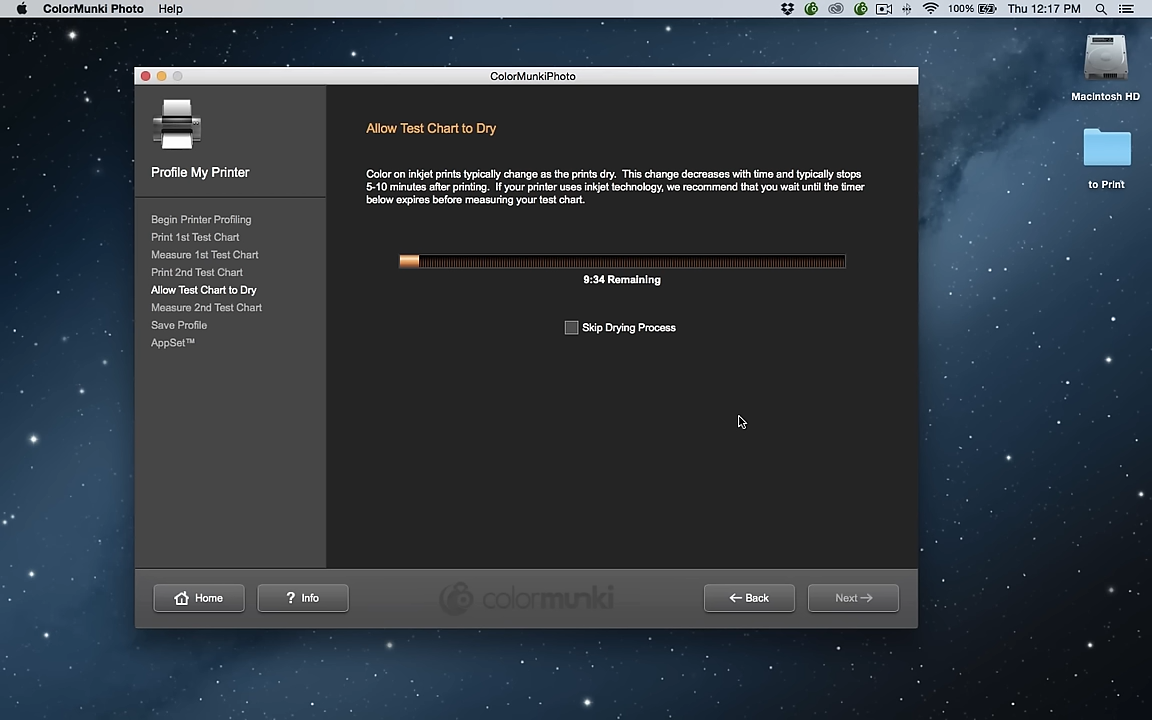 ColorMunki Photo Help
100% Thu 12:17 PM
ColorMunkiPhoto
Macintosh HD
to Print
Profile My Printer
Begin Printer Profiling
Print 1st Test Chart
Measure 1st Test Chart
Print 2nd Test Chart
Allow Test Chart to Dry
Measure 2nd Test Chart
Save Profile
AppSet™
Allow Test Chart to Dry
Color on inkjet prints typically change as the prints dry.  This change decreases with time and typically stops
5-10 minutes after printing.  If your printer uses inkjet technology, we recommend that you wait until the timer
below expires before measuring your test chart.
9:34 Remaining
Skip Drying Process
Home
? Info
colormunki
← Back
Next →